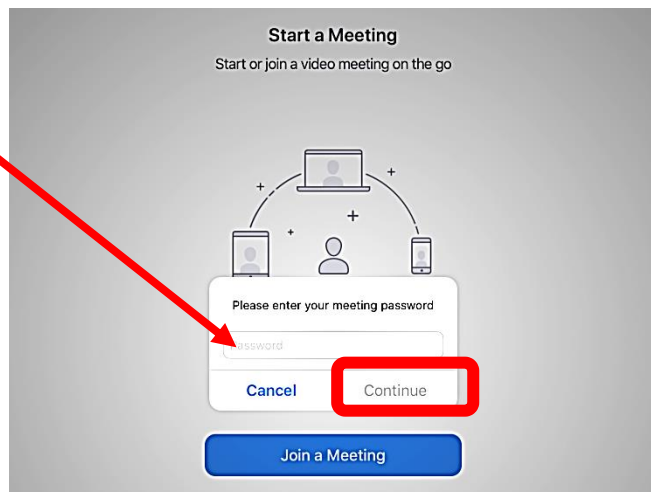 Start a Meeting
Start or join a video meeting on the go
Please enter your meeting password
Password
Cancel Continue
Join a Meeting